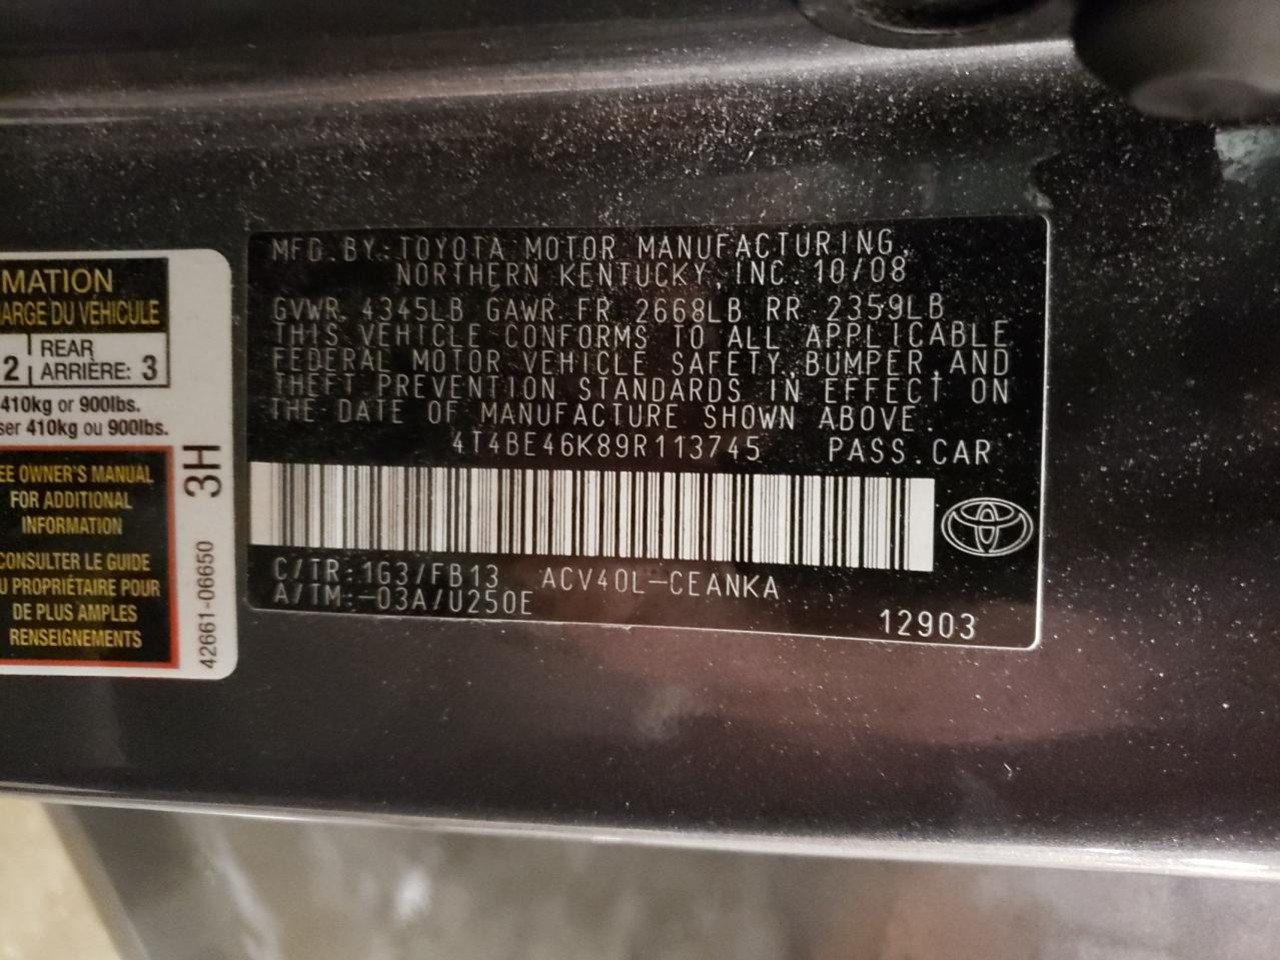 MATION
ARGE DU VÉHICULE
2 REAR ARRIÈRE: 3
410kg or 900lbs.
ser 410kg ou 900lbs.
EE OWNER'S MANUAL
FOR ADDITIONAL
INFORMATION
CONSULTER LE GUIDE
U PROPRIÉTAIRE POUR
DE PLUS AMPLES
RENSEIGNEMENTS
3H
42661-06650
MFD. BY: TOYOTA MOTOR MANUFACTURING,
NORTHERN KENTUCKY, INC. 10/08
GVWR. 4345LB GAWR. FR 2668LB RR 2359LB
THIS VEHICLE CONFORMS TO ALL APPLICABLE
FEDERAL MOTOR VEHICLE SAFETY, BUMPER, AND
THEFT PREVENTION STANDARDS IN EFFECT ON
THE DATE OF MANUFACTURE SHOWN ABOVE.
4T4BE46K89R113745 PASS.CAR
C/TR: 1G3/FB13 ACV40L-CEANKA
A/TM:-03A/U250E
12903